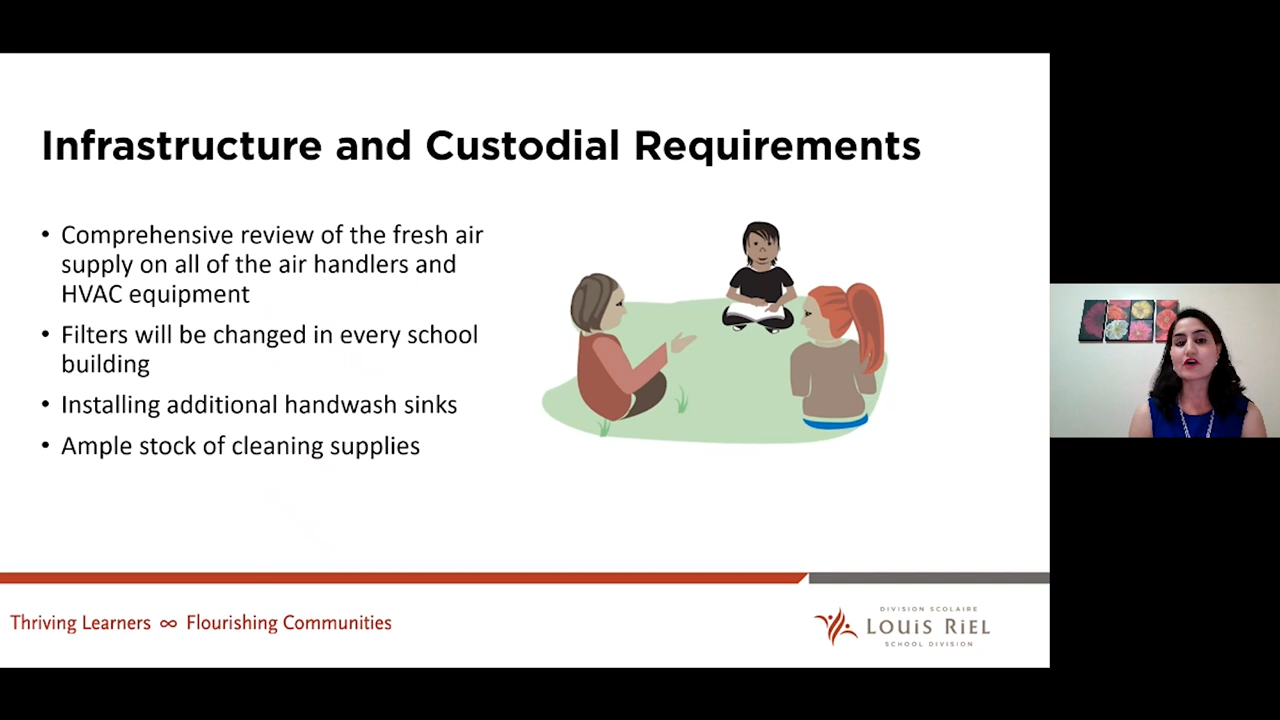 Infrastructure and Custodial Requirements
• Comprehensive review of the fresh air
supply on all of the air handlers and
HVAC equipment
• Filters will be changed in every school
building
• Installing additional handwash sinks
• Ample stock of cleaning supplies
Thriving Learners ∞ Flourishing Communities
DIVISION SCOLAIRE
LOUIS RIEL
SCHOOL DIVISION